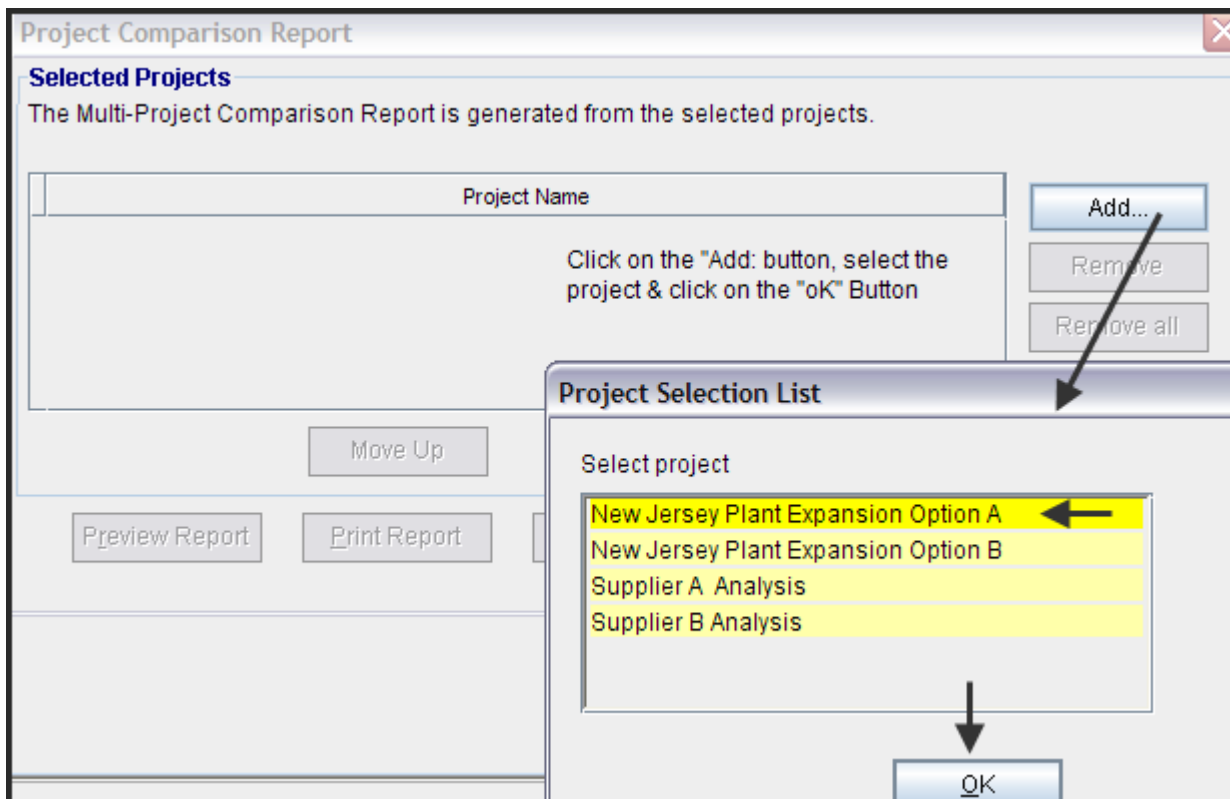 Project Comparison Report
Selected Projects
The Multi-Project Comparison Report is generated from the selected projects.
Project Name
Add...
Click on the "Add: button, select the
project & click on the "oK" Button
Remove
Remove all
Project Selection List
Move Up
Select project
New Jersey Plant Expansion Option A
New Jersey Plant Expansion Option B
Supplier A  Analysis
Supplier B Analysis
Preview Report
Print Report
OK